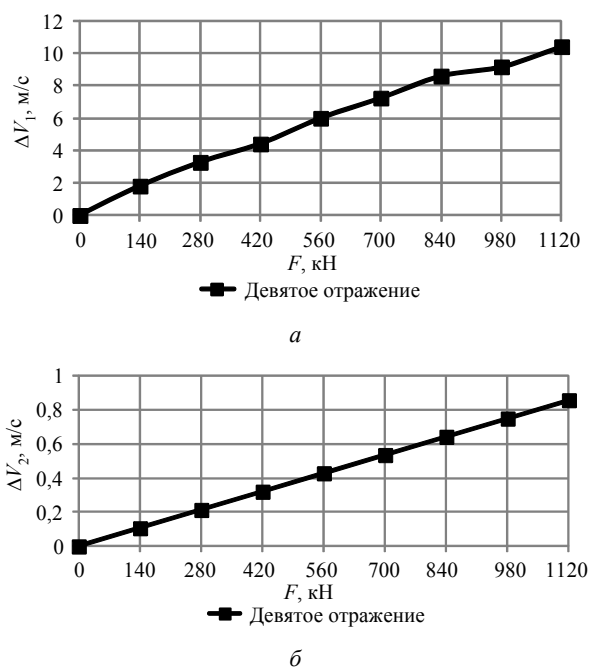 12
10
8
6
4
2
0
ΔV₁, м/с
0 140 280 420 560 700 840 980 1120
F, кН
Девятое отражение
а
1
0,8
0,6
0,4
0,2
0
ΔV₂, м/с
0 140 280 420 560 700 840 980 1120
F, кН
Девятое отражение
б